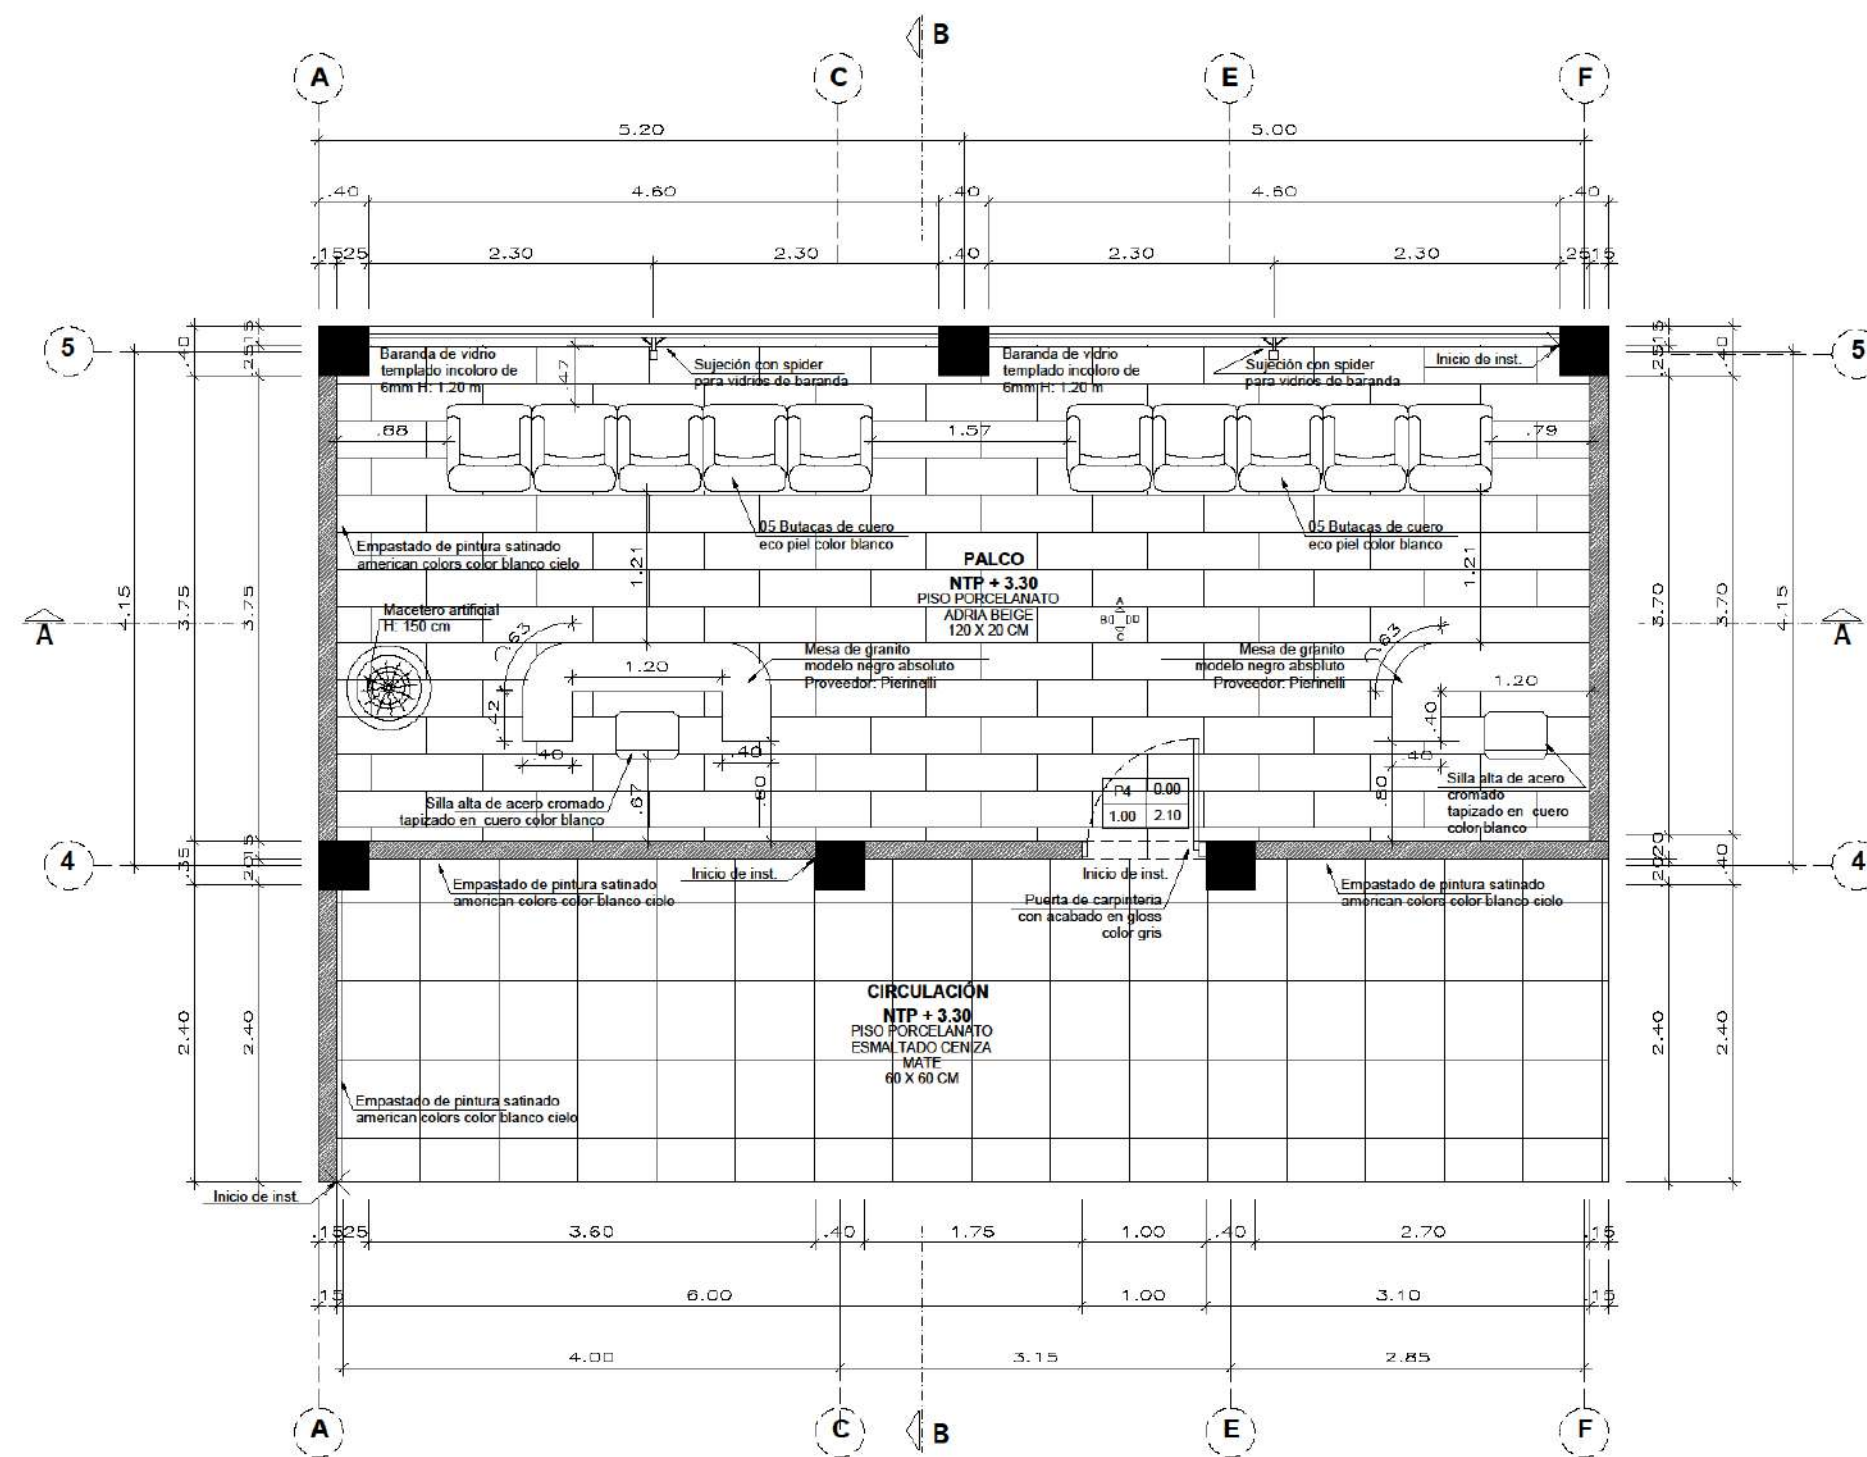 B
A
C
E
F
5.20
5.00
.40
4.60
.40
4.60
.40
.15
.25
2.30
2.30
.40
2.30
2.30
.25
.15
5
5
.40
.25
.15
.25
.15
.40
Baranda de vidrio
templado incoloro de
6mm H: 1.20 m
.47
Sujeción con spider
para vidrios de baranda
Baranda de vidrio
templado incoloro de
6mm H: 1.20 m
Sujeción con spider
para vidrios de baranda
Inicio de inst.
.88
1.57
.79
05 Butacas de cuero
eco piel color blanco
05 Butacas de cuero
eco piel color blanco
Empastado de pintura satinado
american colors color blanco cielo
1.21
1.21
PALCO
NTP + 3.30
PISO PORCELANATO
ADRIA BEIGE
120 X 20 CM
A
B
D
C
4.15
3.75
3.75
3.70
3.70
4.15
A
A
Macetero artificial
H: 150 cm
.63
1.20
Mesa de granito
modelo negro absoluto
Proveedor: Pierinelli
Mesa de granito
modelo negro absoluto
Proveedor: Pierinelli
.63
1.20
.42
.40
.40
.40
.40
.67
.80
.80
Silla alta de acero cromado
tapizado en cuero color blanco
P4
0.00
1.00
2.10
Silla alta de acero
cromado
tapizado en cuero
color blanco
4
4
.35
.20
.15
.20
.20
.40
Empastado de pintura satinado
american colors color blanco cielo
Inicio de inst.
Inicio de inst.
Puerta de carpinteria
con acabado en gloss
color gris
Empastado de pintura satinado
american colors color blanco cielo
CIRCULACIÓN
NTP + 3.30
PISO PORCELANATO
ESMALTADO CENIZA
MATE
60 X 60 CM
2.40
2.40
2.40
2.40
Empastado de pintura satinado
american colors color blanco cielo
Inicio de inst.
.15
.25
3.60
.40
1.75
1.00
.40
2.70
.15
.15
6.00
1.00
3.10
.15
4.00
3.15
2.85
A
C
B
E
F